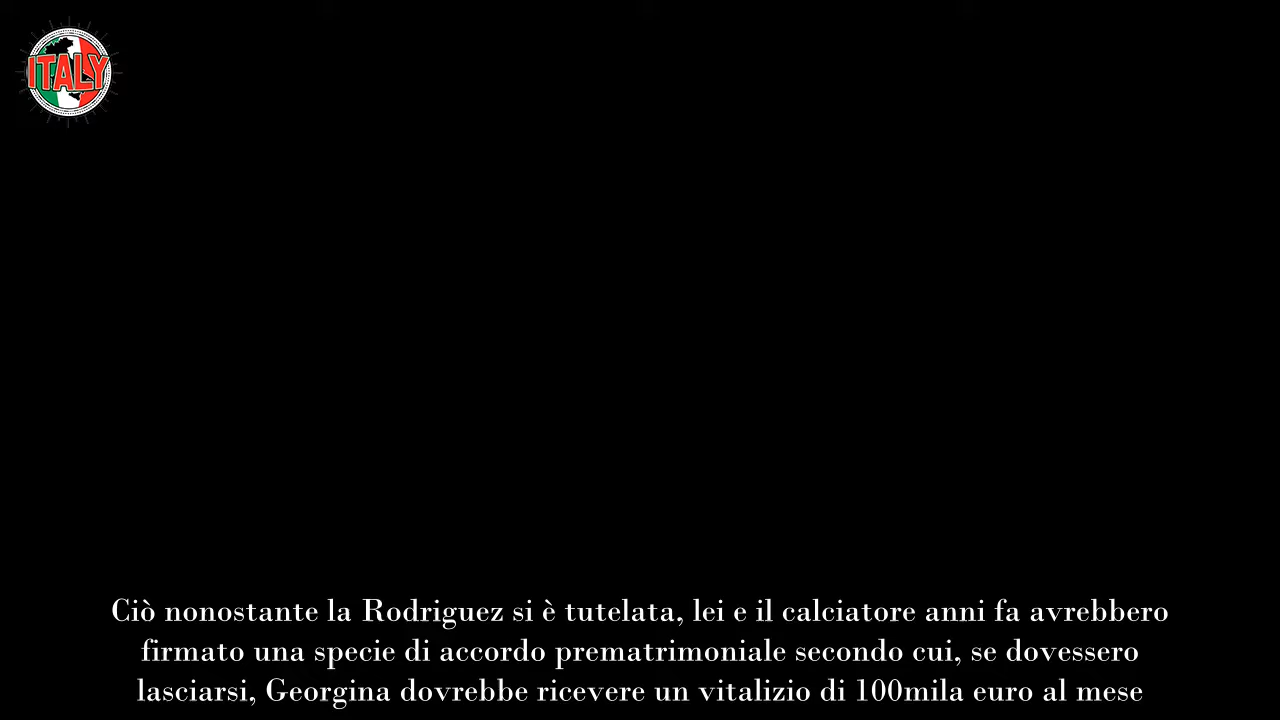 ITALY
Ciò nonostante la Rodriguez si è tutelata, lei e il calciatore anni fa avrebbero
firmato una specie di accordo prematrimoniale secondo cui, se dovessero
lasciarsi, Georgina dovrebbe ricevere un vitalizio di 100mila euro al mese